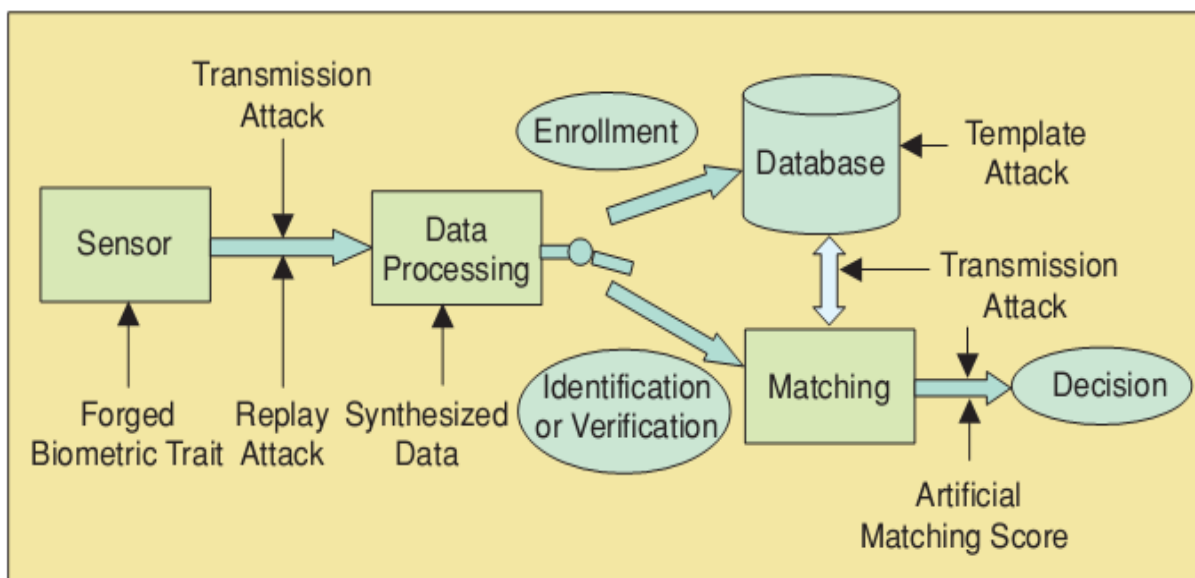 Transmission
Attack
Enrollment
Database
Template
Attack
Sensor
Data
Processing
Transmission
Attack
Identification
or Verification
Matching
Decision
Forged
Biometric Trait
Replay
Attack
Synthesized
Data
Artificial
Matching Score